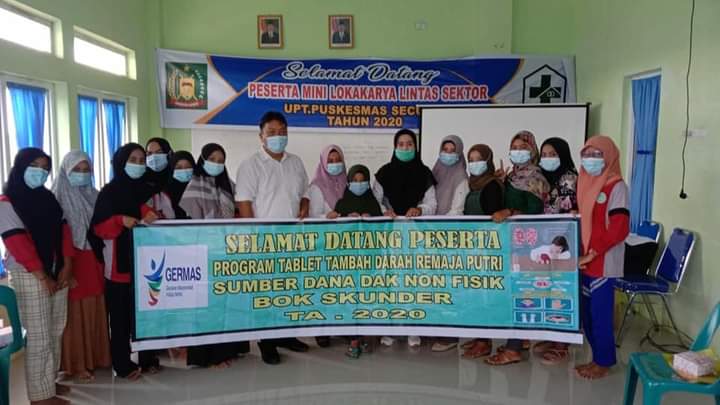 Selamat Datang
PESERTA MINI LOKAKARYA LINTAS SEKTOR
UPT.PUSKESMAS
TAHUN 2020
GERMAS
SELAMAT DATANG PESERTA
PROGRAM TABLET TAMBAH DARAH REMAJA PUTRI
SUMBER DANA DAK NON FISIK
BOK SKUNDER
TA - 2020